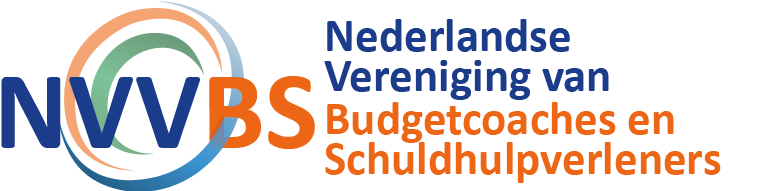 NVVBS
Nederlandse
Vereniging van
Budgetcoaches en
Schuldhulpverleners